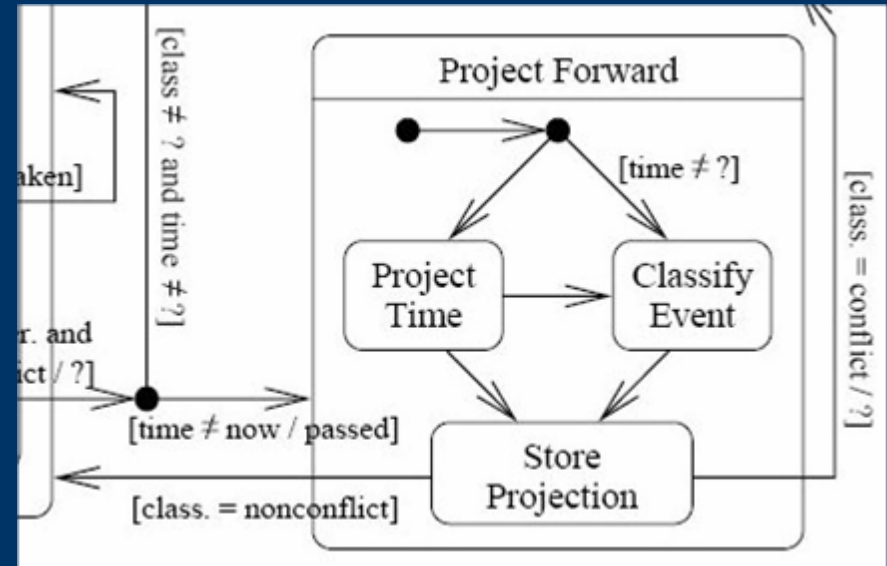 Project Forward
[class ≠ ? and time ≠ ?]
[time ≠ ?]
aken]
[class. = conflict / ?]
Project
Time
Classify
Event
r. and
ict / ?]
[time ≠ now / passed]
Store
Projection
[class. = nonconflict]